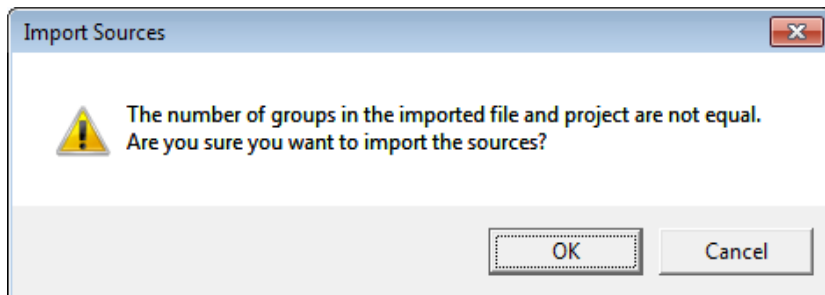 Import Sources
The number of groups in the imported file and project are not equal.
Are you sure you want to import the sources?
OK
Cancel